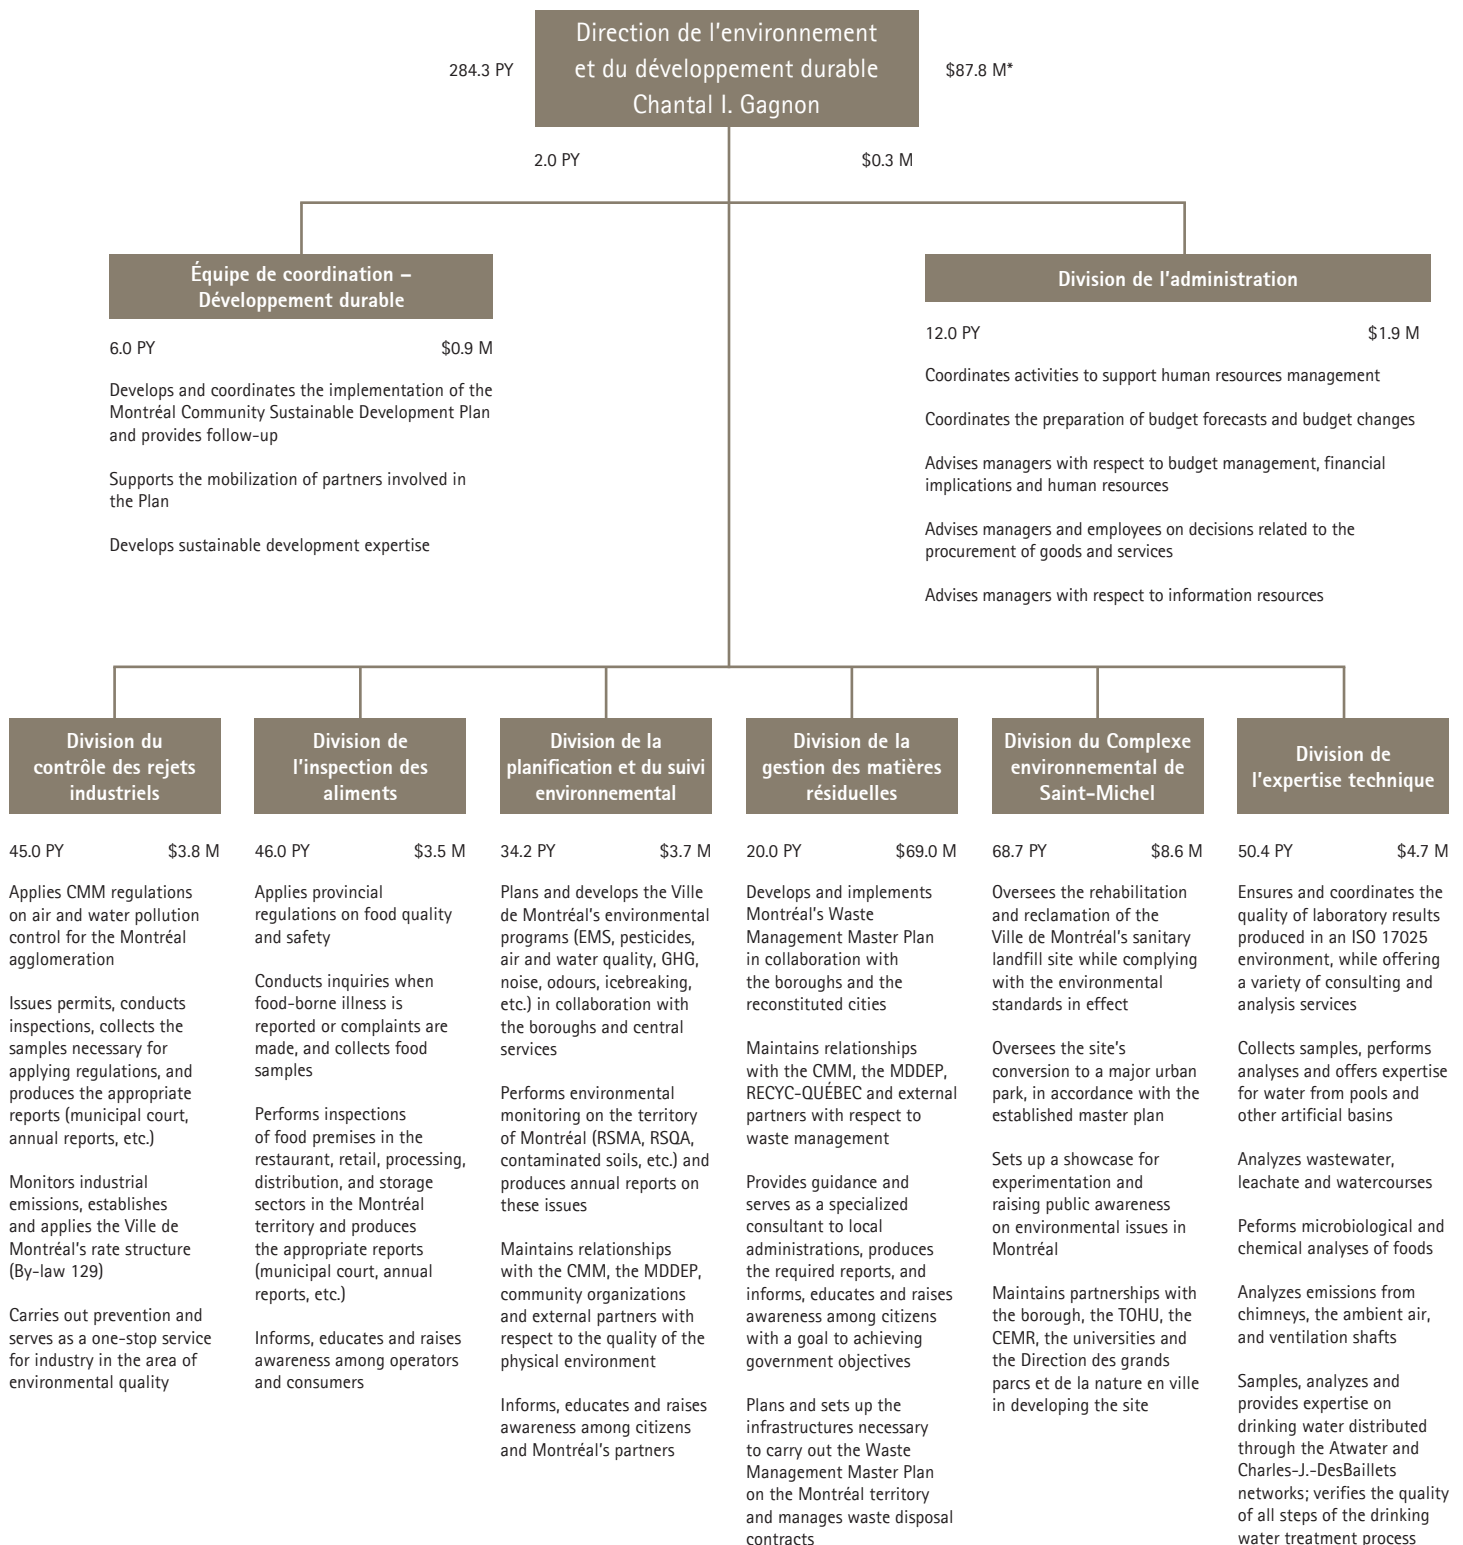 Direction de l'environnement
et du développement durable
Chantal I. Gagnon
284.3 PY
$87.8 M*
2.0 PY
$0.3 M
Équipe de coordination –
Développement durable
6.0 PY
$0.9 M
Develops and coordinates the implementation of the
Montréal Community Sustainable Development Plan
and provides follow-up
Supports the mobilization of partners involved in
the Plan
Develops sustainable development expertise
Division de l'administration
12.0 PY
$1.9 M
Coordinates activities to support human resources management
Coordinates the preparation of budget forecasts and budget changes
Advises managers with respect to budget management, financial
implications and human resources
Advises managers and employees on decisions related to the
procurement of goods and services
Advises managers with respect to information resources
Division du
contrôle des rejets
industriels
45.0 PY
$3.8 M
Applies CMM regulations
on air and water pollution
control for the Montréal
agglomeration
Issues permits, conducts
inspections, collects the
samples necessary for
applying regulations, and
produces the appropriate
reports (municipal court,
annual reports, etc.)
Monitors industrial
emissions, establishes
and applies the Ville de
Montréal's rate structure
(By-law 129)
Carries out prevention and
serves as a one-stop service
for industry in the area of
environmental quality
Division de
l'inspection des
aliments
46.0 PY
$3.5 M
Applies provincial
regulations on food quality
and safety
Conducts inquiries when
food-borne illness is
reported or complaints are
made, and collects food
samples
Performs inspections
of food premises in the
restaurant, retail, processing,
distribution, and storage
sectors in the Montréal
territory and produces
the appropriate reports
(municipal court, annual
reports, etc.)
Informs, educates and raises
awareness among operators
and consumers
Division de la
planification et du suivi
environnemental
34.2 PY
$3.7 M
Plans and develops the Ville
de Montréal's environmental
programs (EMS, pesticides,
air and water quality, GHG,
noise, odours, icebreaking,
etc.) in collaboration with
the boroughs and central
services
Performs environmental
monitoring on the territory
of Montréal (RSMA, RSQA,
contaminated soils, etc.) and
produces annual reports on
these issues
Maintains relationships
with the CMM, the MDDEP,
community organizations
and external partners with
respect to the quality of the
physical environment
Informs, educates and raises
awareness among citizens
and Montréal's partners
Division de la
gestion des matières
résiduelles
20.0 PY
$69.0 M
Develops and implements
Montréal's Waste
Management Master Plan
in collaboration with
the boroughs and the
reconstituted cities
Maintains relationships
with the CMM, the MDDEP,
RECYC-QUÉBEC and external
partners with respect to
waste management
Provides guidance and
serves as a specialized
consultant to local
administrations, produces
the required reports, and
informs, educates and raises
awareness among citizens
with a goal to achieving
government objectives
Plans and sets up the
infrastructures necessary
to carry out the Waste
Management Master Plan
on the Montréal territory
and manages waste disposal
contracts
Division du Complexe
environnemental de
Saint-Michel
68.7 PY
$8.6 M
Oversees the rehabilitation
and reclamation of the
Ville de Montréal's sanitary
landfill site while complying
with the environmental
standards in effect
Oversees the site's
conversion to a major urban
park, in accordance with the
established master plan
Sets up a showcase for
experimentation and
raising public awareness
on environmental issues in
Montréal
Maintains partnerships with
the borough, the TOHU, the
CEMR, the universities and
the Direction des grands
parcs et de la nature en ville
in developing the site
Division de
l'expertise technique
50.4 PY
$4.7 M
Ensures and coordinates the
quality of laboratory results
produced in an ISO 17025
environment, while offering
a variety of consulting and
analysis services
Collects samples, performs
analyses and offers expertise
for water from pools and
other artificial basins
Analyzes wastewater,
leachate and watercourses
Peforms microbiological and
chemical analyses of foods
Analyzes emissions from
chimneys, the ambient air,
and ventilation shafts
Samples, analyzes and
provides expertise on
drinking water distributed
through the Atwater and
Charles-J.-DesBaillets
networks; verifies the quality
of all steps of the drinking
water treatment process